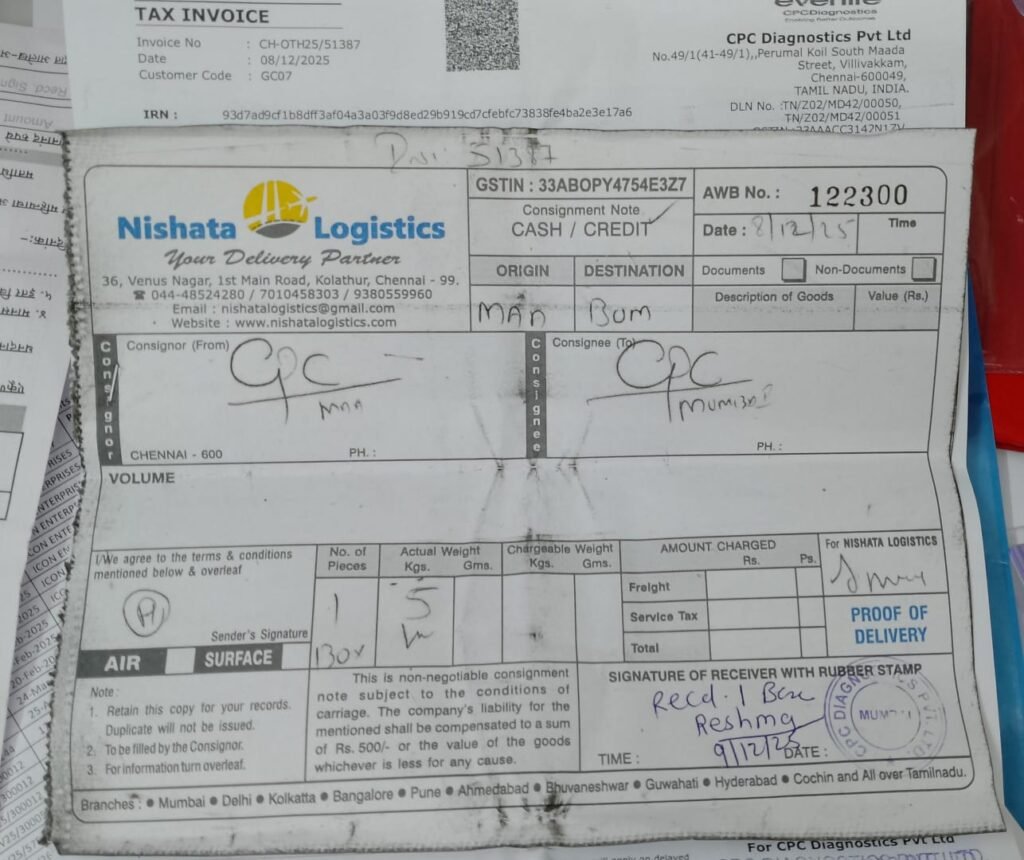 TAX INVOICE
Invoice No : CH-OTH25/51387
Date : 08/12/2025
Customer Code : GC07
IRN : 93d7ad9cf1b8dff3af04a3a03f9d8ed29b919cd7cfebfc73838fe4ba2e3e17a6
CPCDiagnostics
Enabling Better Outcomes
CPC Diagnostics Pvt Ltd
No.49/1(41-49/1),,Perumal Koil South Maada
Street, Villivakkam,
Chennai-600049,
TAMIL NADU, INDIA.
DLN No. :TN/Z02/MD42/00050,
TN/Z02/MD42/00051
51387
Nishata Logistics
Your Delivery Partner
36, Venus Nagar, 1st Main Road, Kolathur, Chennai - 99.
☎ 044-48524280 / 7010458303 / 9380559960
Email : nishatalogistics@gmail.com
Website : www.nishatalogistics.com
GSTIN : 33ABOPY4754E3Z7
Consignment Note
CASH / CREDIT
AWB No. : 122300
Date : 8/12/25 Time
ORIGIN DESTINATION
MAA BOM
Documents Non-Documents
Description of Goods Value (Rs.)
Consignor
Consignor (From)
CPC
MAA
CHENNAI - 600 PH. :
Consignee
Consignee (To)
CPC
MUMBAI
PH. :
VOLUME
I/We agree to the terms & conditions
mentioned below & overleaf
Sender's Signature
AIR SURFACE
No. of Pieces
1
BOX
Actual Weight
Kgs. Gms.
5
Chargeable Weight
Kgs. Gms.
AMOUNT CHARGED
Rs. Ps.
Freight
Service Tax
Total
For NISHATA LOGISTICS
PROOF OF
DELIVERY
Note :
1. Retain this copy for your records.
Duplicate will not be issued.
2. To be filled by the Consignor.
3. For information turn overleaf.
This is non-negotiable consignment
note subject to the conditions of
carriage. The company's liability for the
mentioned shall be compensated to a sum
of Rs. 500/- or the value of the goods
whichever is less for any cause.
SIGNATURE OF RECEIVER WITH RUBBER STAMP
Recd. 1 Box
Reshma
9/12/25
TIME : DATE :
MUMBAI
Branches : ● Mumbai ● Delhi ● Kolkatta ● Bangalore ● Pune ● Ahmedabad ● Bhuvaneshwar ● Guwahati ● Hyderabad ● Cochin and All over Tamilnadu.
For CPC Diagnostics Pvt Ltd